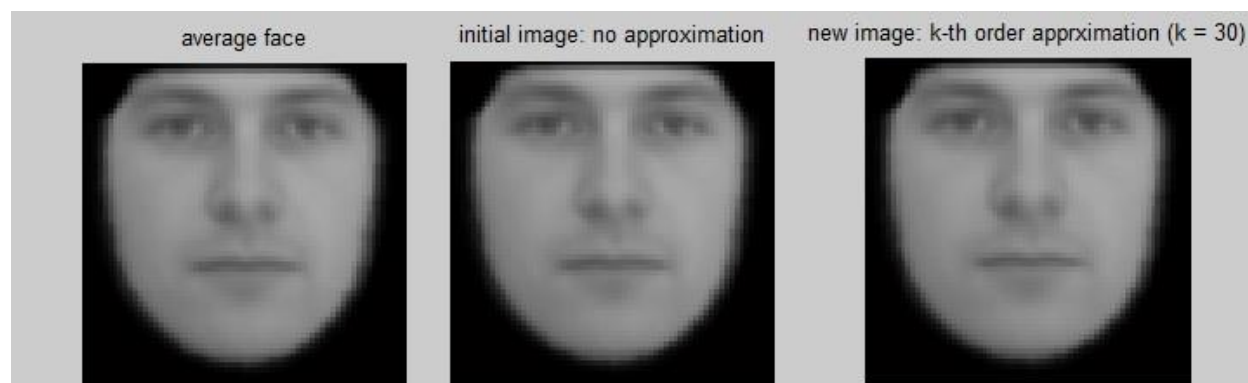 average face
initial image: no approximation
new image: k-th order apprximation (k = 30)